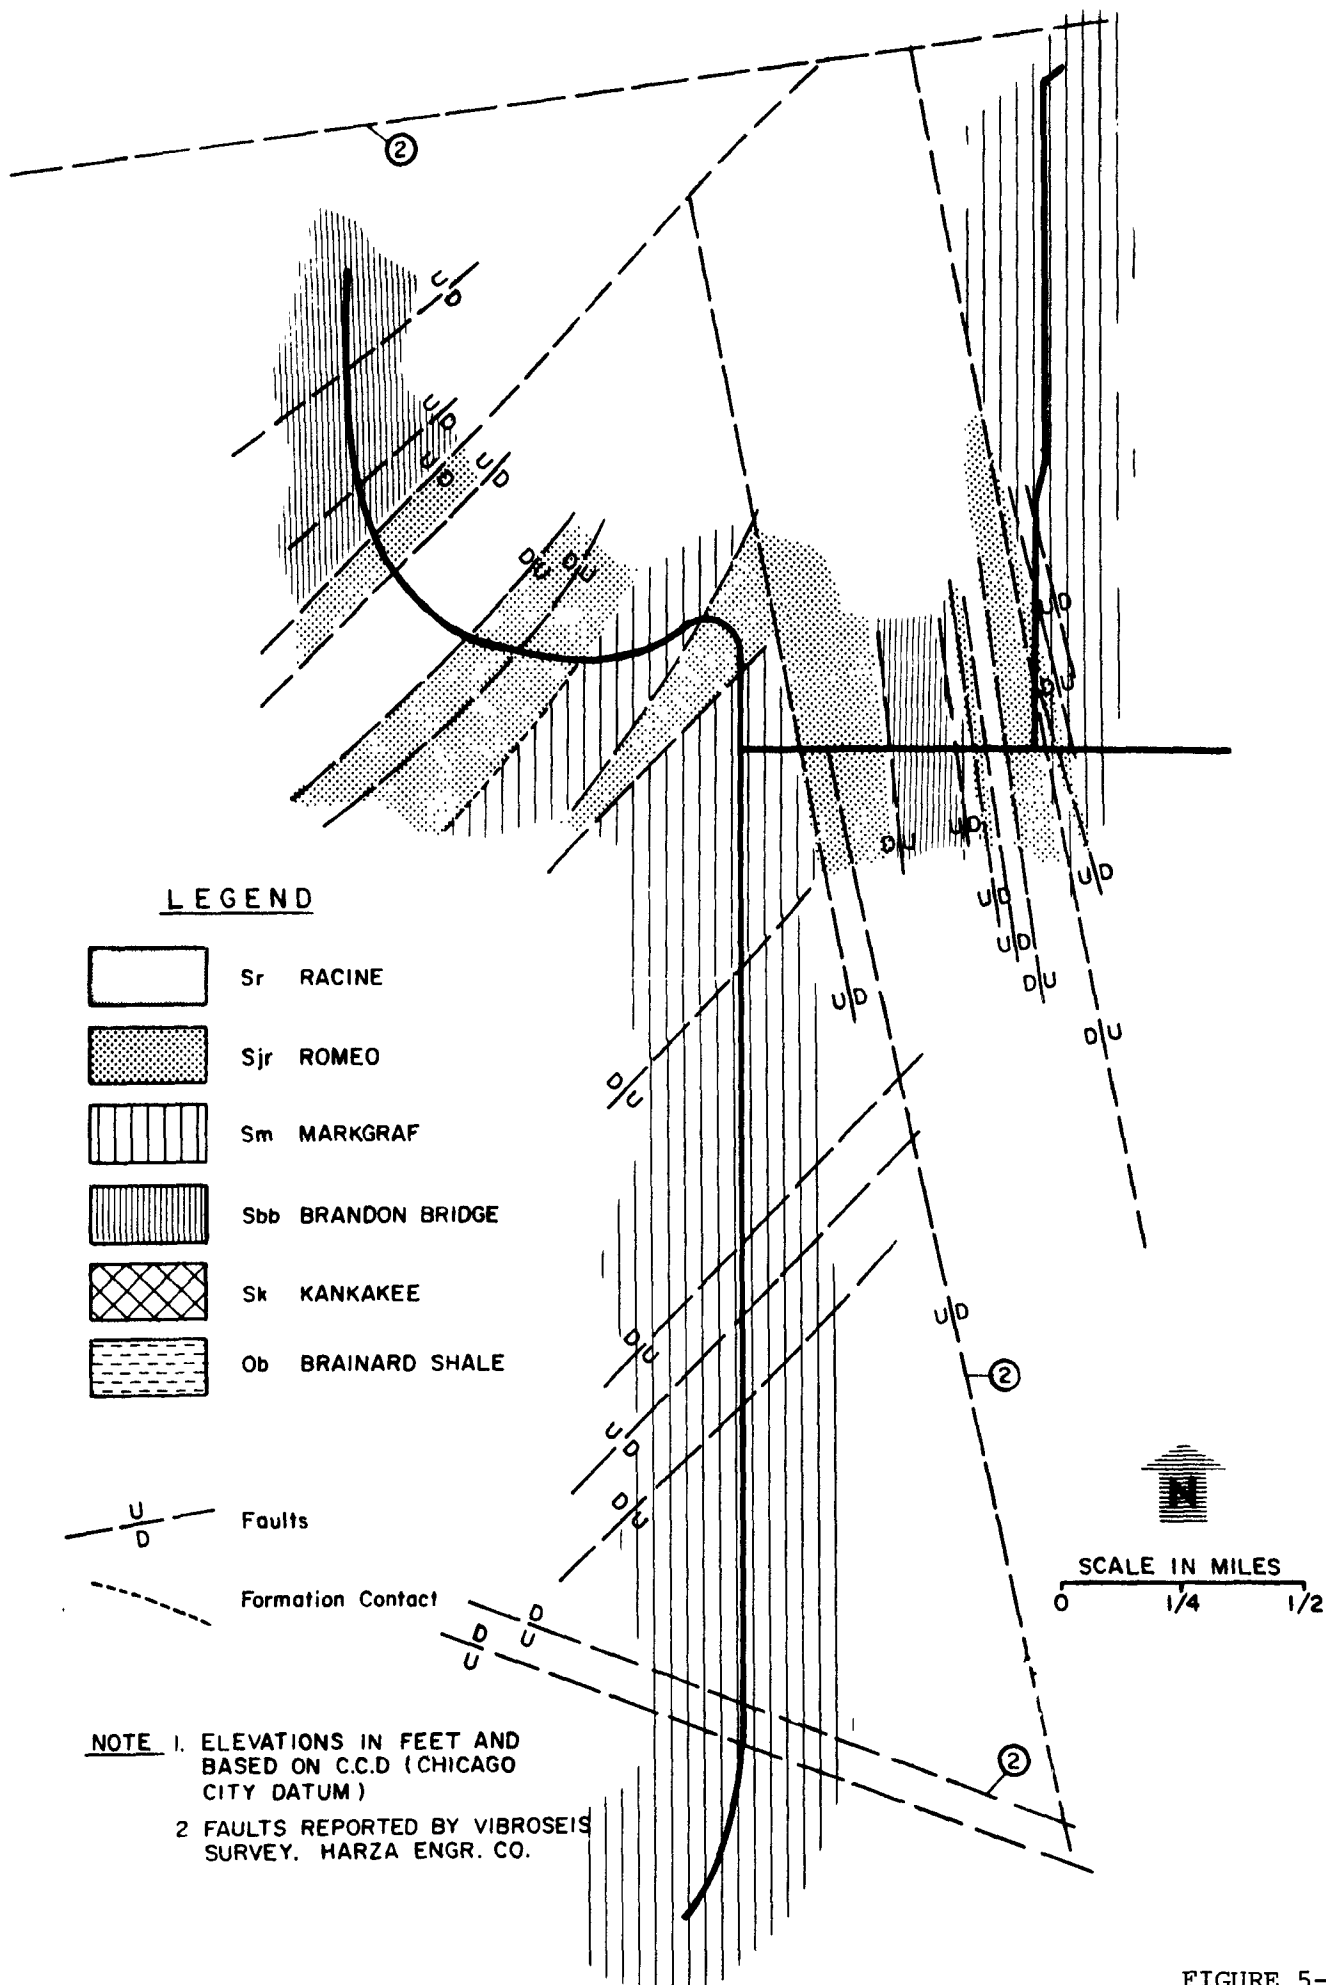 2
U
D
U
D
U
D
U
D
D/U
D/U
U D
D U
D U
U D
U D
U D
U D
D U
U D
D U
D/U
U D
2
D/U
U D
D/U
D
U
D
U
2
LEGEND
Sr RACINE
Sjr ROMEO
Sm MARKGRAF
Sbb BRANDON BRIDGE
Sk KANKAKEE
Ob BRAINARD SHALE
U
D
Faults
Formation Contact
N
SCALE IN MILES
0 1/4 1/2
NOTE 1. ELEVATIONS IN FEET AND
BASED ON C.C.D (CHICAGO
CITY DATUM)
2 FAULTS REPORTED BY VIBROSEIS
SURVEY. HARZA ENGR. CO.
FIGURE 5-